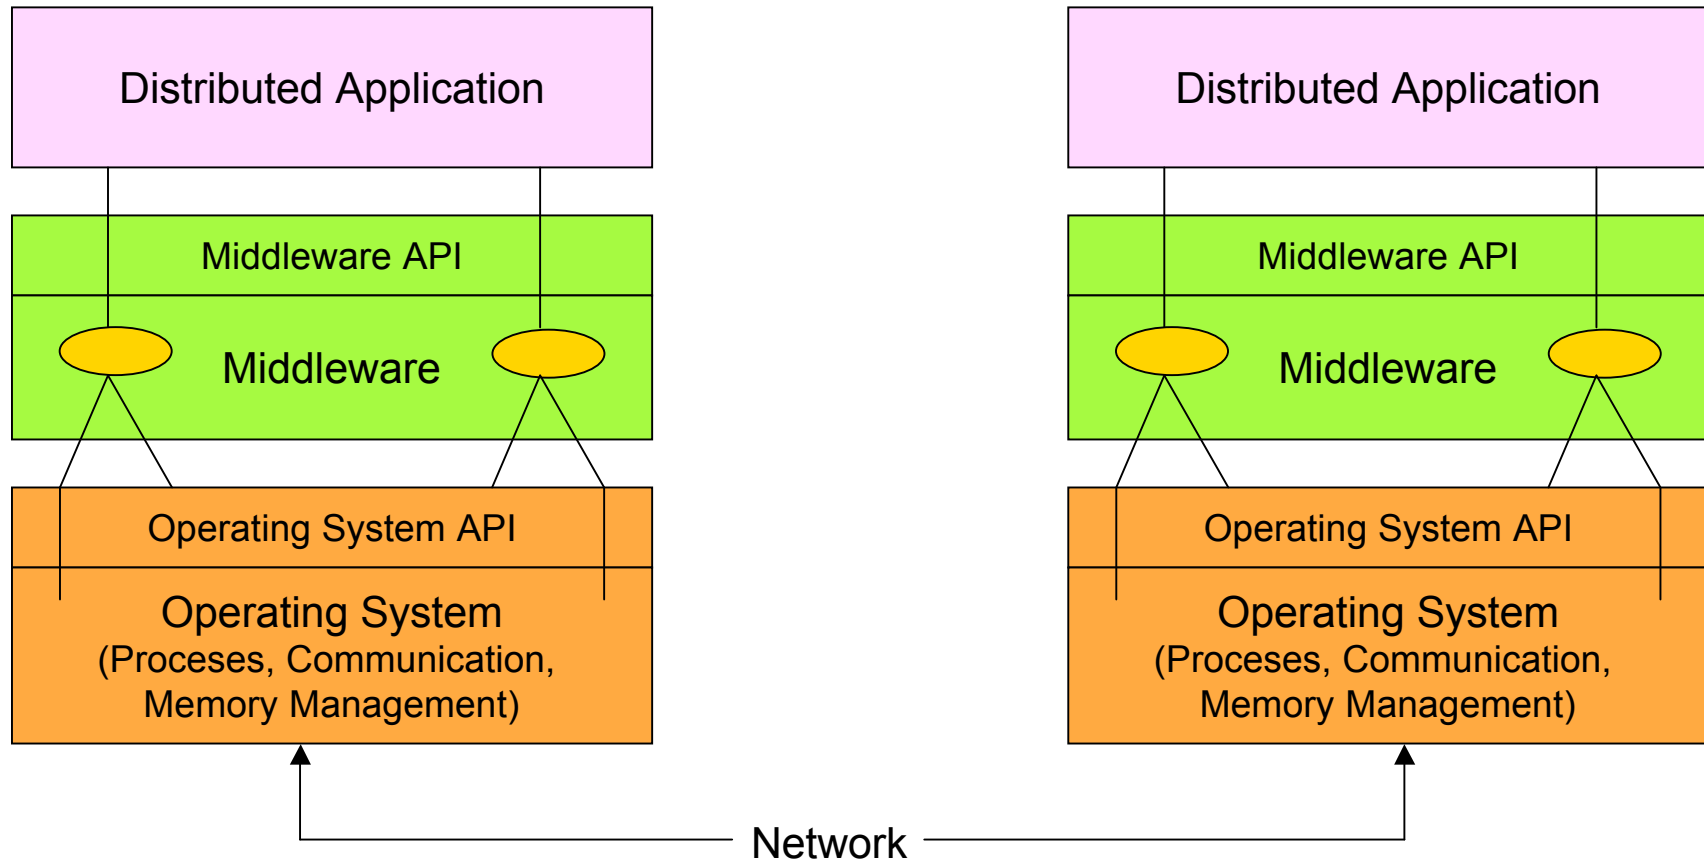 Distributed Application
Middleware API
Middleware
Operating System API
Operating System
(Proceses, Communication,
Memory Management)
Distributed Application
Middleware API
Middleware
Operating System API
Operating System
(Proceses, Communication,
Memory Management)
Network